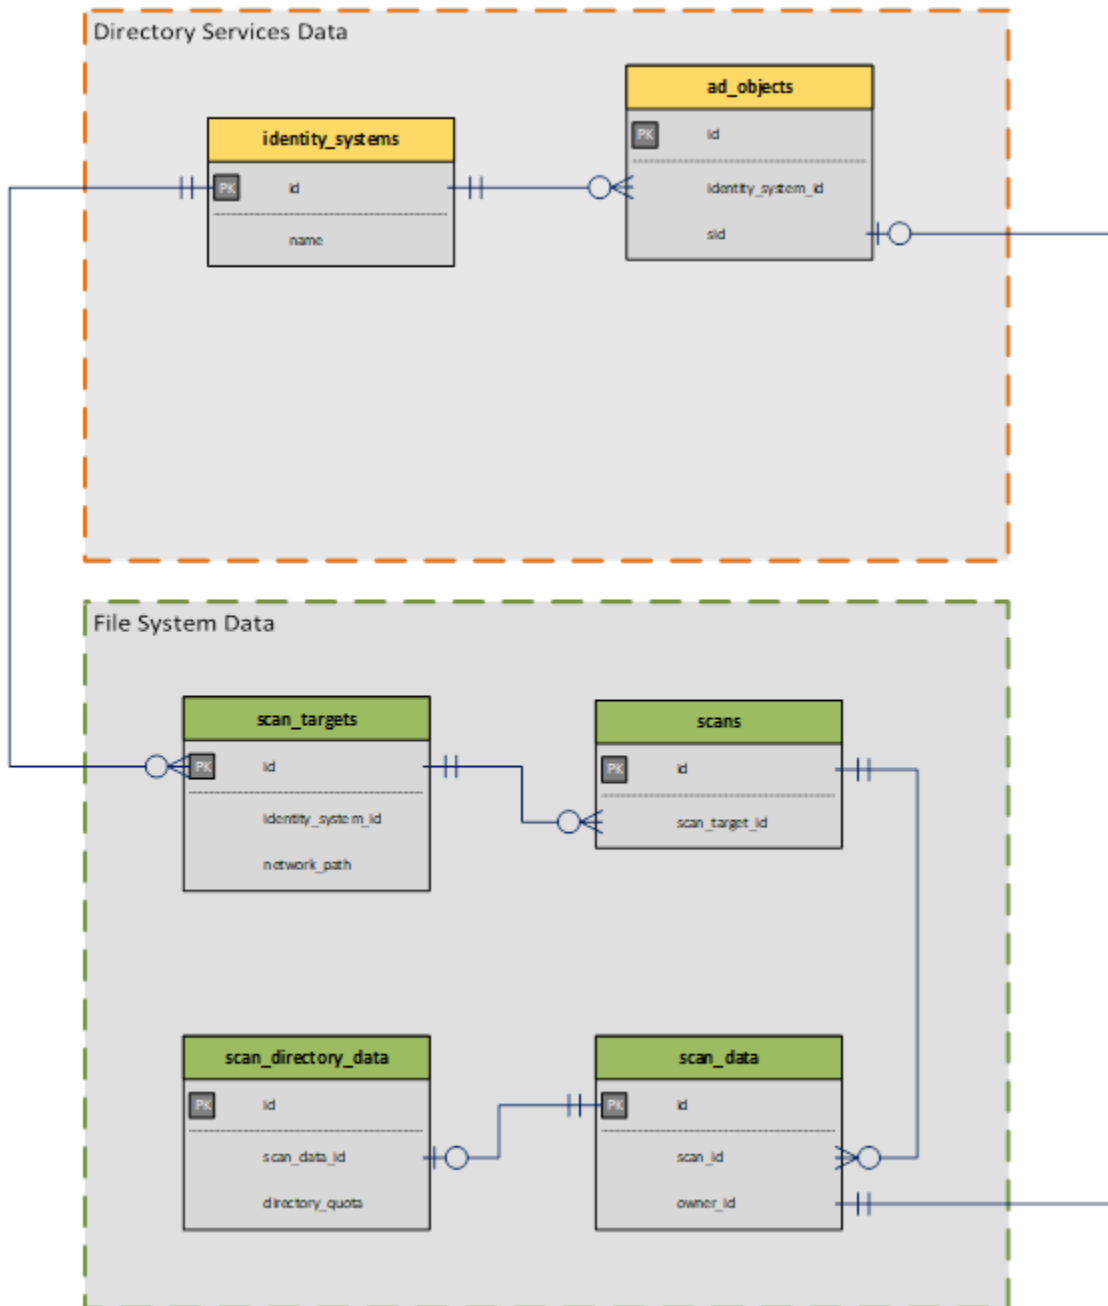 Directory Services Data
identity_systems
PK id
name
ad_objects
PK id
identity_system_id
sid
File System Data
scan_targets
PK id
identity_system_id
network_path
scans
PK id
scan_target_id
scan_directory_data
PK id
scan_data_id
directory_quota
scan_data
PK id
scan_id
owner_id